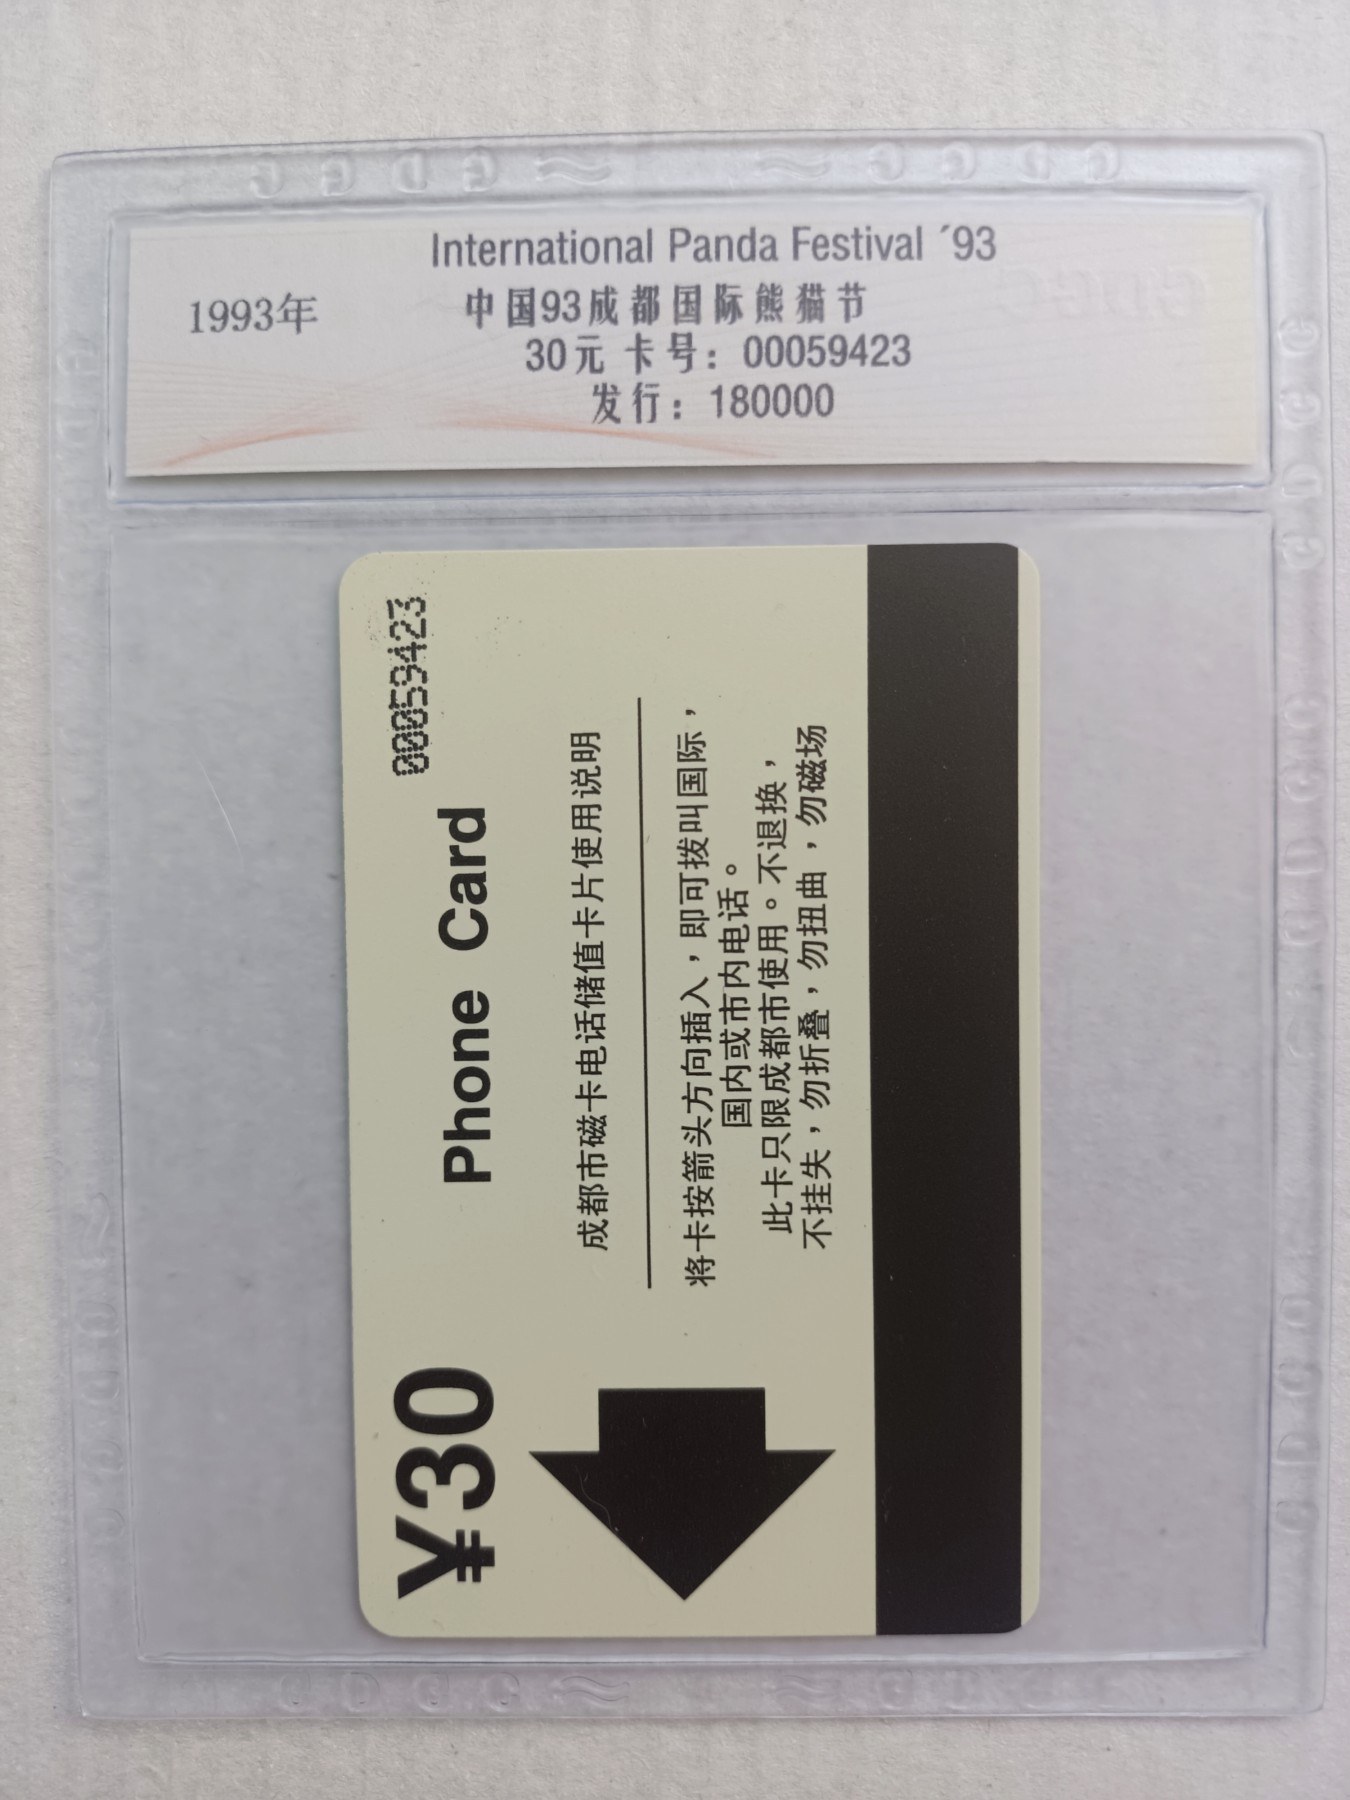 International Panda Festival ´93
1993年
中国93成都国际熊猫节
30元 卡号：00059423
发行：180000
00059423
¥30
Phone Card
成都市磁卡电话储值卡片使用说明
将卡按箭头方向插入，即可拨叫国际，
国内或市内电话。
此卡只限成都市使用。不退换，
不挂失，勿折叠，勿扭曲，勿磁场